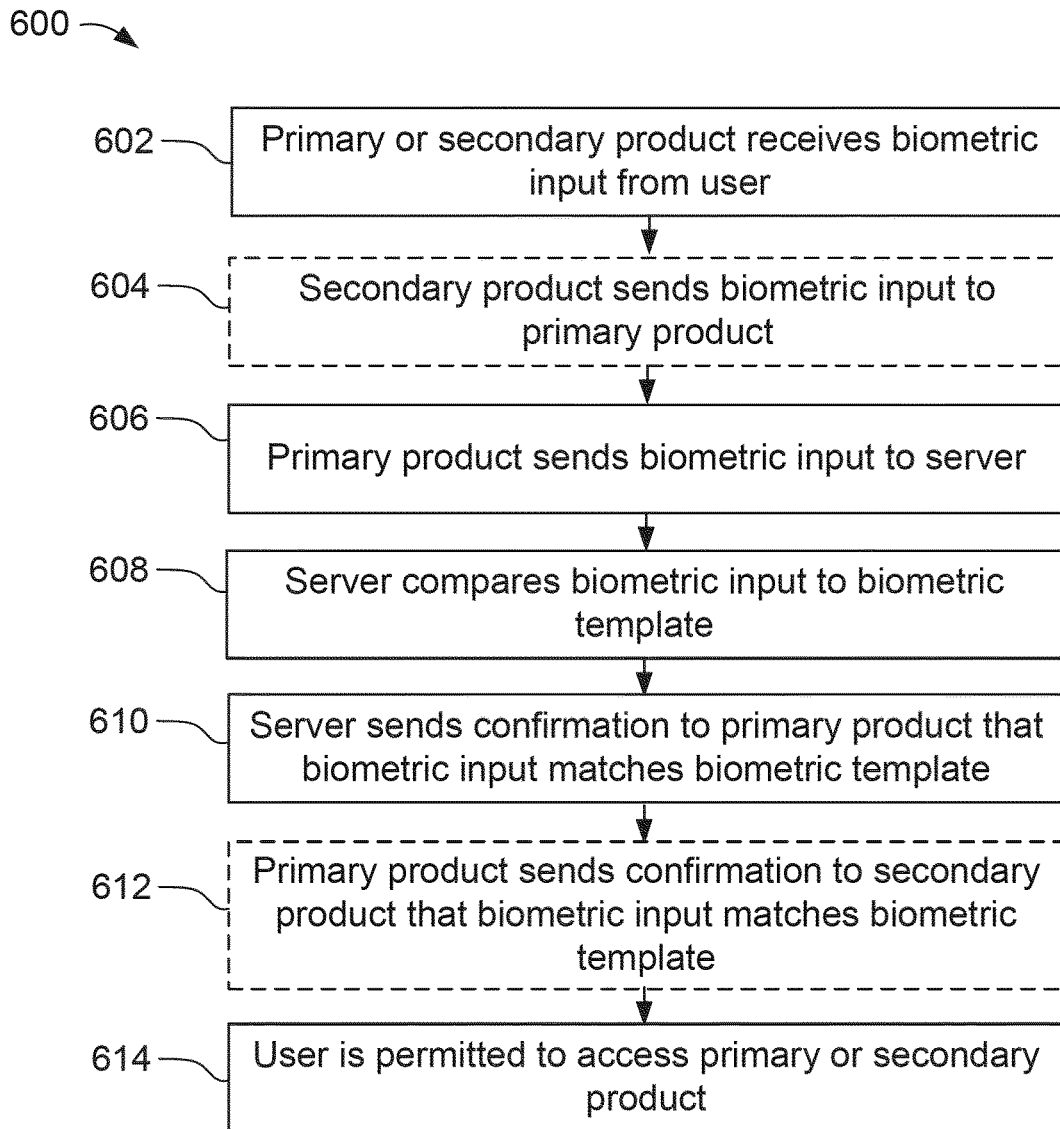 600
602
Primary or secondary product receives biometric
input from user
604
Secondary product sends biometric input to
primary product
606
Primary product sends biometric input to server
608
Server compares biometric input to biometric
template
610
Server sends confirmation to primary product that
biometric input matches biometric template
612
Primary product sends confirmation to secondary
product that biometric input matches biometric
template
614
User is permitted to access primary or secondary
product